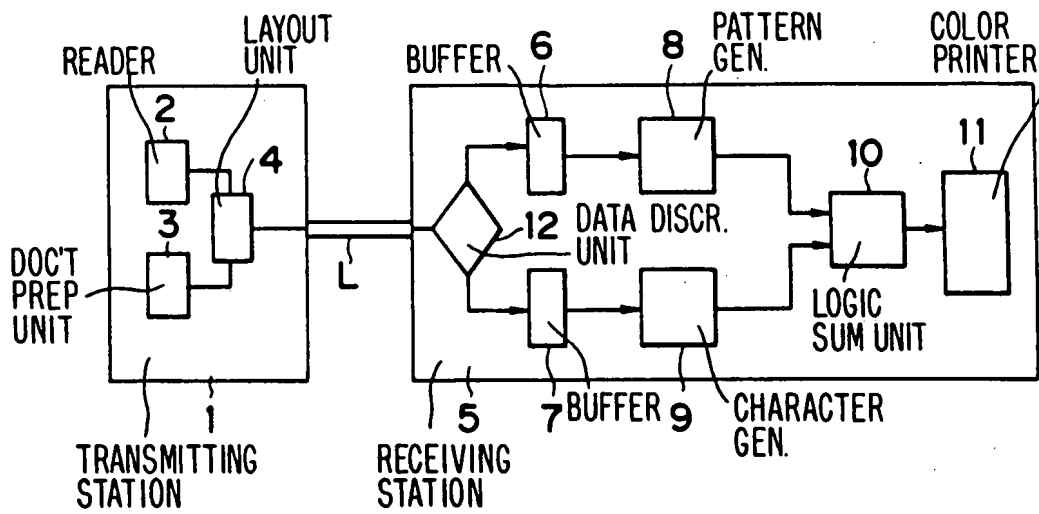 READER
LAYOUT
UNIT
2
4
3
DOC'T
PREP
UNIT
1
TRANSMITTING
STATION
L
BUFFER
6
8
PATTERN
GEN.
COLOR
PRINTER
12
DATA DISCR.
UNIT
10
11
LOGIC
SUM UNIT
5
7
BUFFER
9
CHARACTER
GEN.
RECEIVING
STATION